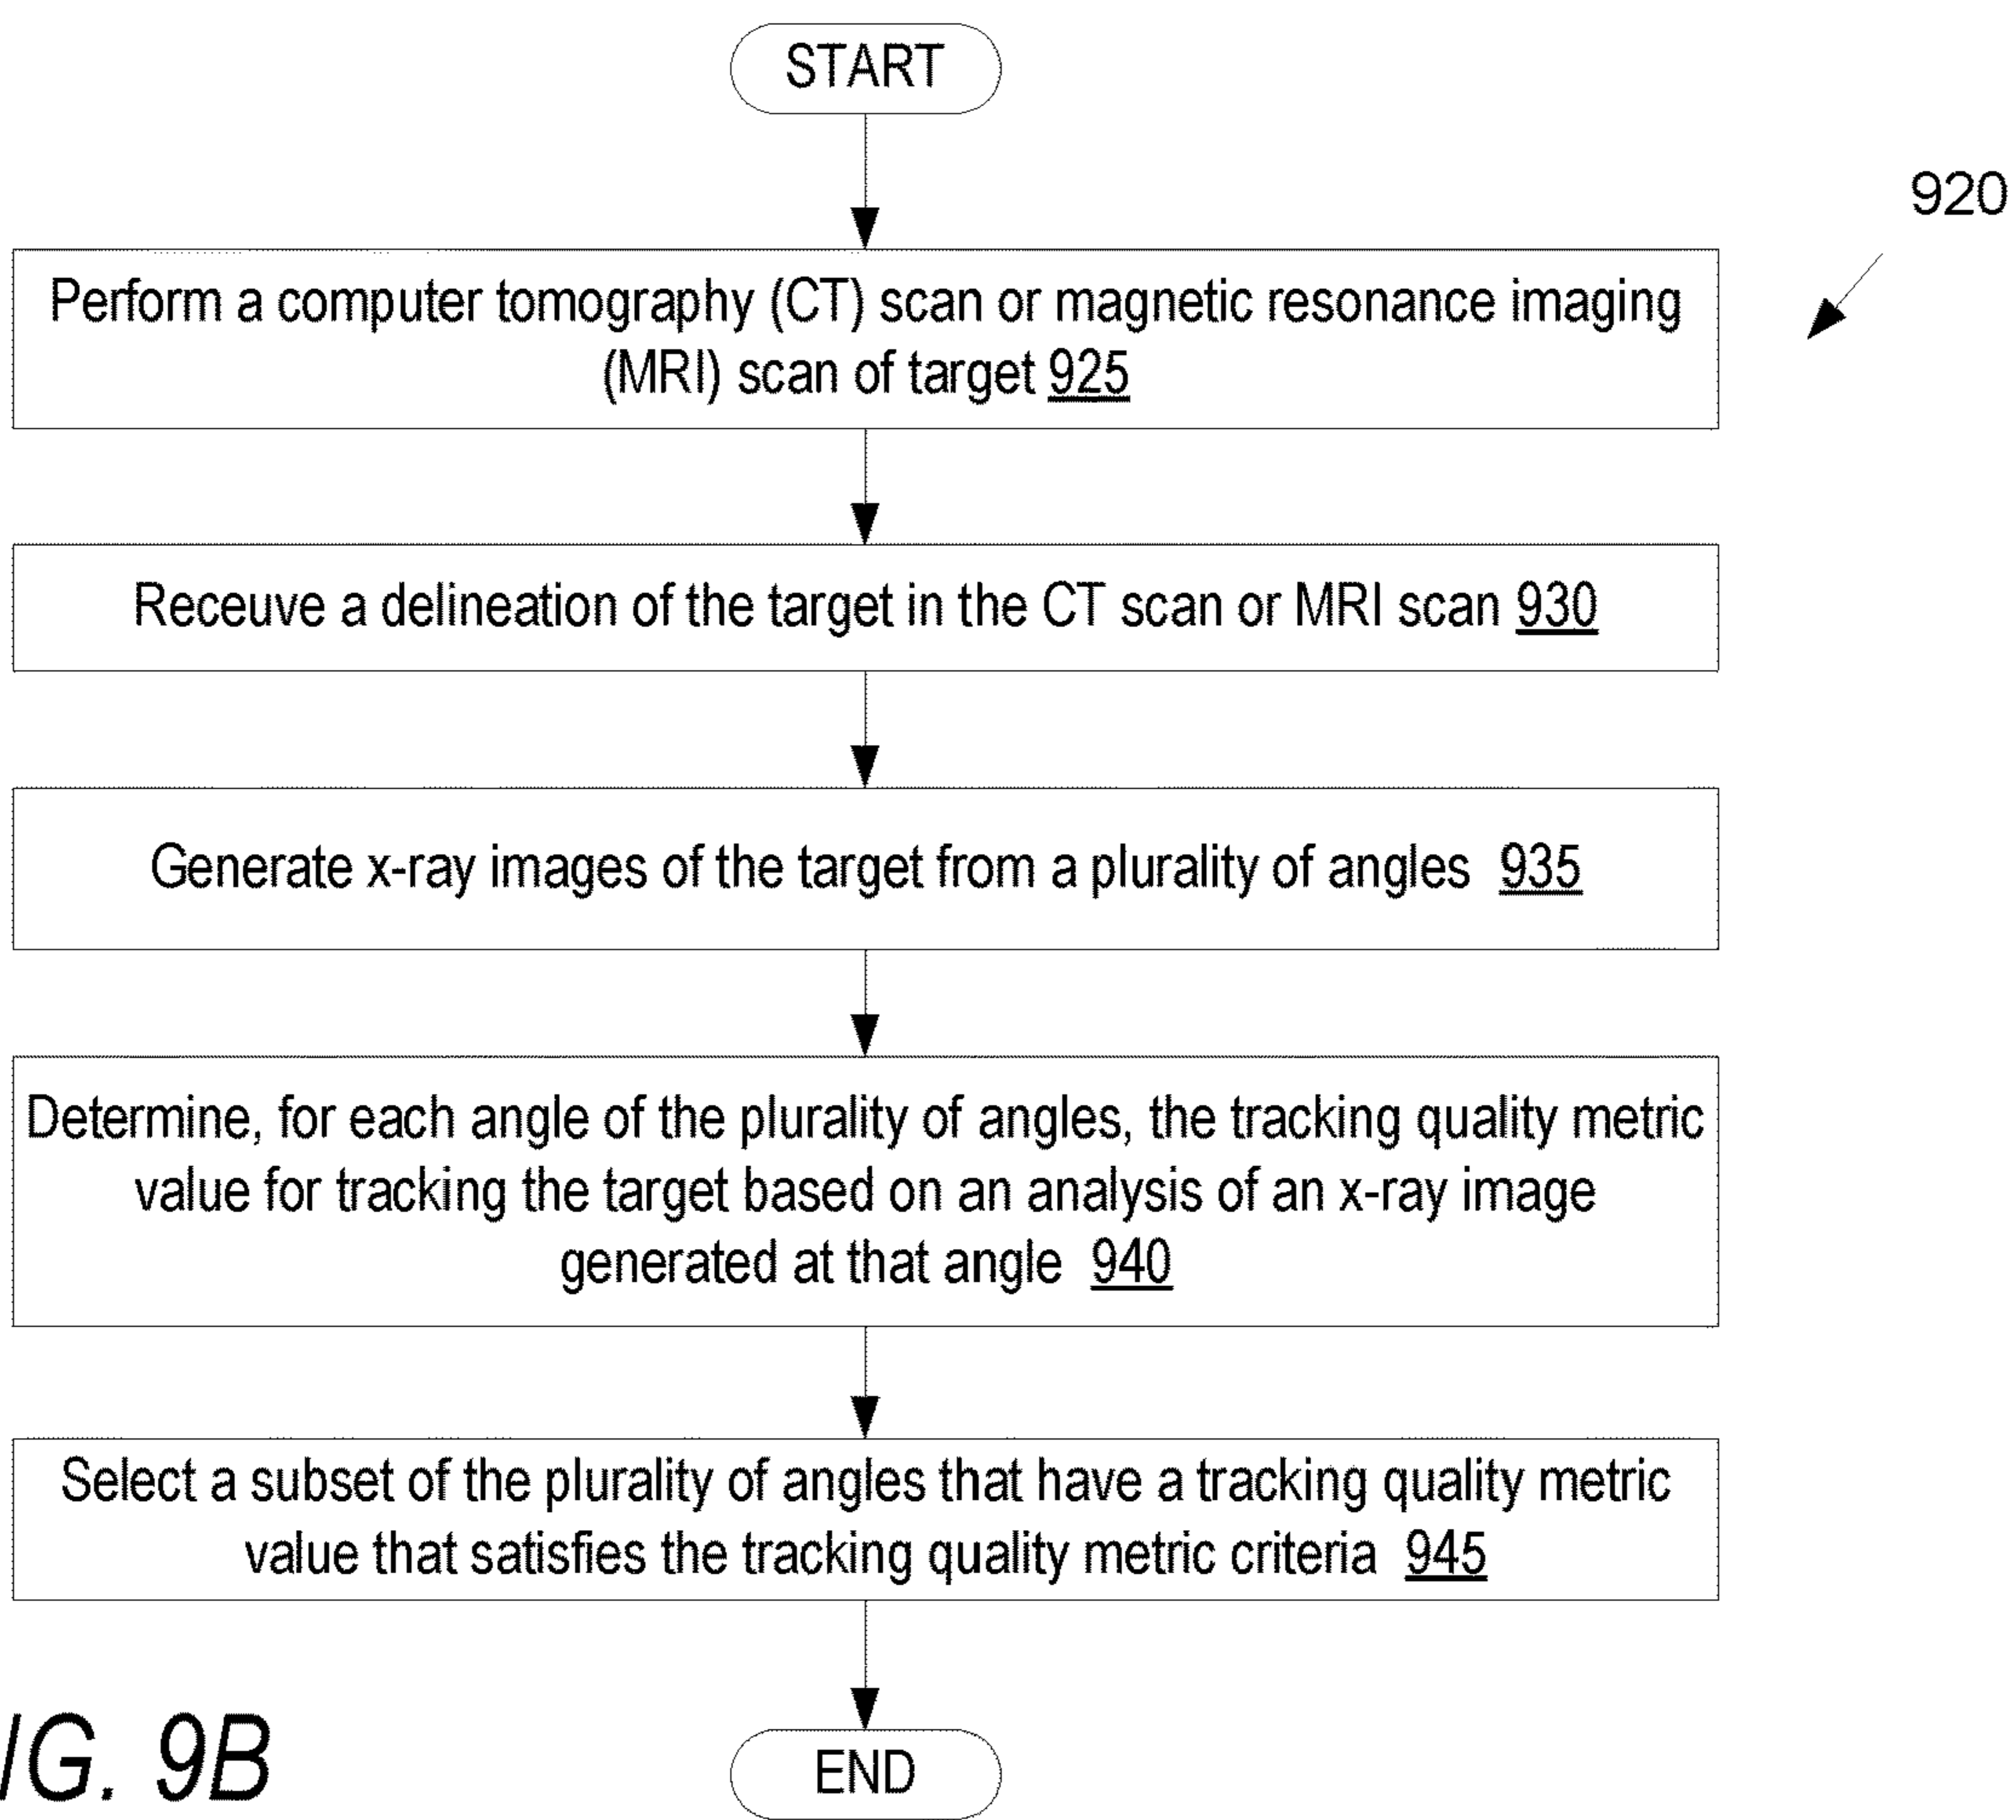 START
920
Perform a computer tomography (CT) scan or magnetic resonance imaging
(MRI) scan of target 925
Receuve a delineation of the target in the CT scan or MRI scan 930
Generate x-ray images of the target from a plurality of angles 935
Determine, for each angle of the plurality of angles, the tracking quality metric
value for tracking the target based on an analysis of an x-ray image
generated at that angle 940
Select a subset of the plurality of angles that have a tracking quality metric
value that satisfies the tracking quality metric criteria 945
END
IG. 9B